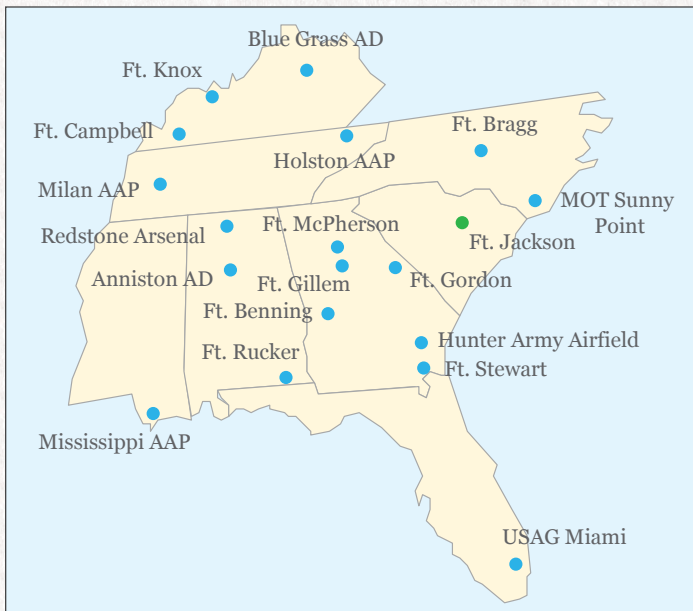 Blue Grass AD
Ft. Knox
Ft. Campbell
Ft. Bragg
Holston AAP
Milan AAP
MOT Sunny
Point
Ft. McPherson
Redstone Arsenal
Ft. Jackson
Anniston AD
Ft. Gillem
Ft. Gordon
Ft. Benning
Hunter Army Airfield
Ft. Rucker
Ft. Stewart
Mississippi AAP
USAG Miami